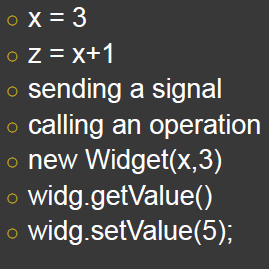 x = 3
z = x+1
sending a signal
calling an operation
new Widget(x,3)
widg.getValue()
widg.setValue(5);